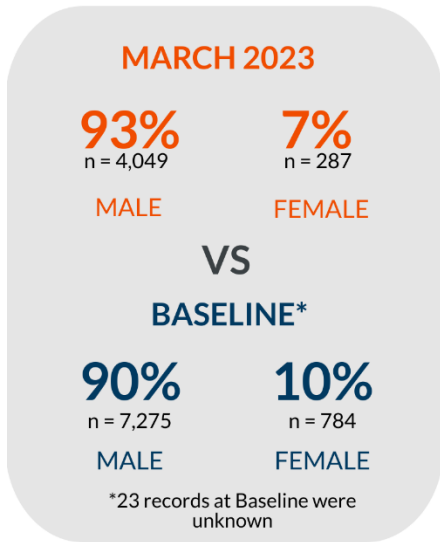 MARCH 2023
93% 7%
n = 4,049 n = 287
MALE FEMALE
VS
BASELINE*
90% 10%
n = 7,275 n = 784
MALE FEMALE
*23 records at Baseline were
unknown